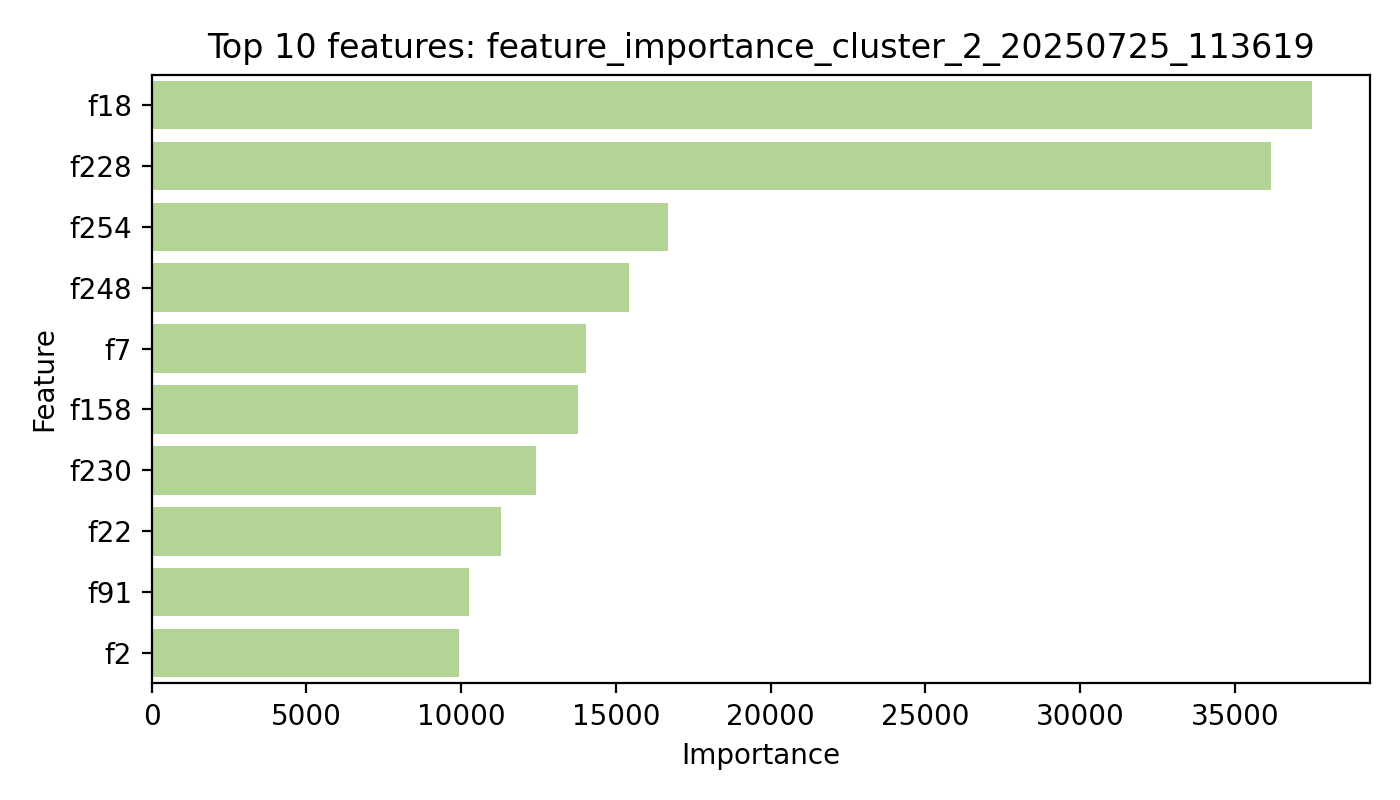 Top 10 features: feature_importance_cluster_2_20250725_113619
f18
f228
f254
f248
f7
f158
f230
f22
f91
f2
Feature
0 5000 10000 15000 20000 25000 30000 35000
Importance